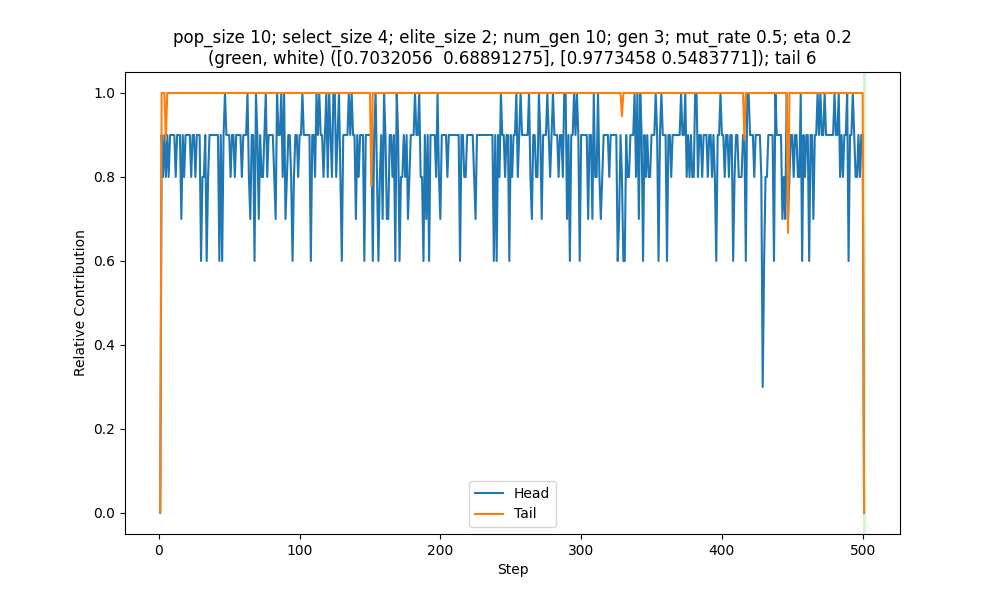 pop_size 10; select_size 4; elite_size 2; num_gen 10; gen 3; mut_rate 0.5; eta 0.2
(green, white) ([0.7032056  0.68891275], [0.9773458 0.5483771]); tail 6
1.0
0.8
0.6
0.4
0.2
0.0
Relative Contribution
Head
Tail
0
100
200
300
400
500
Step